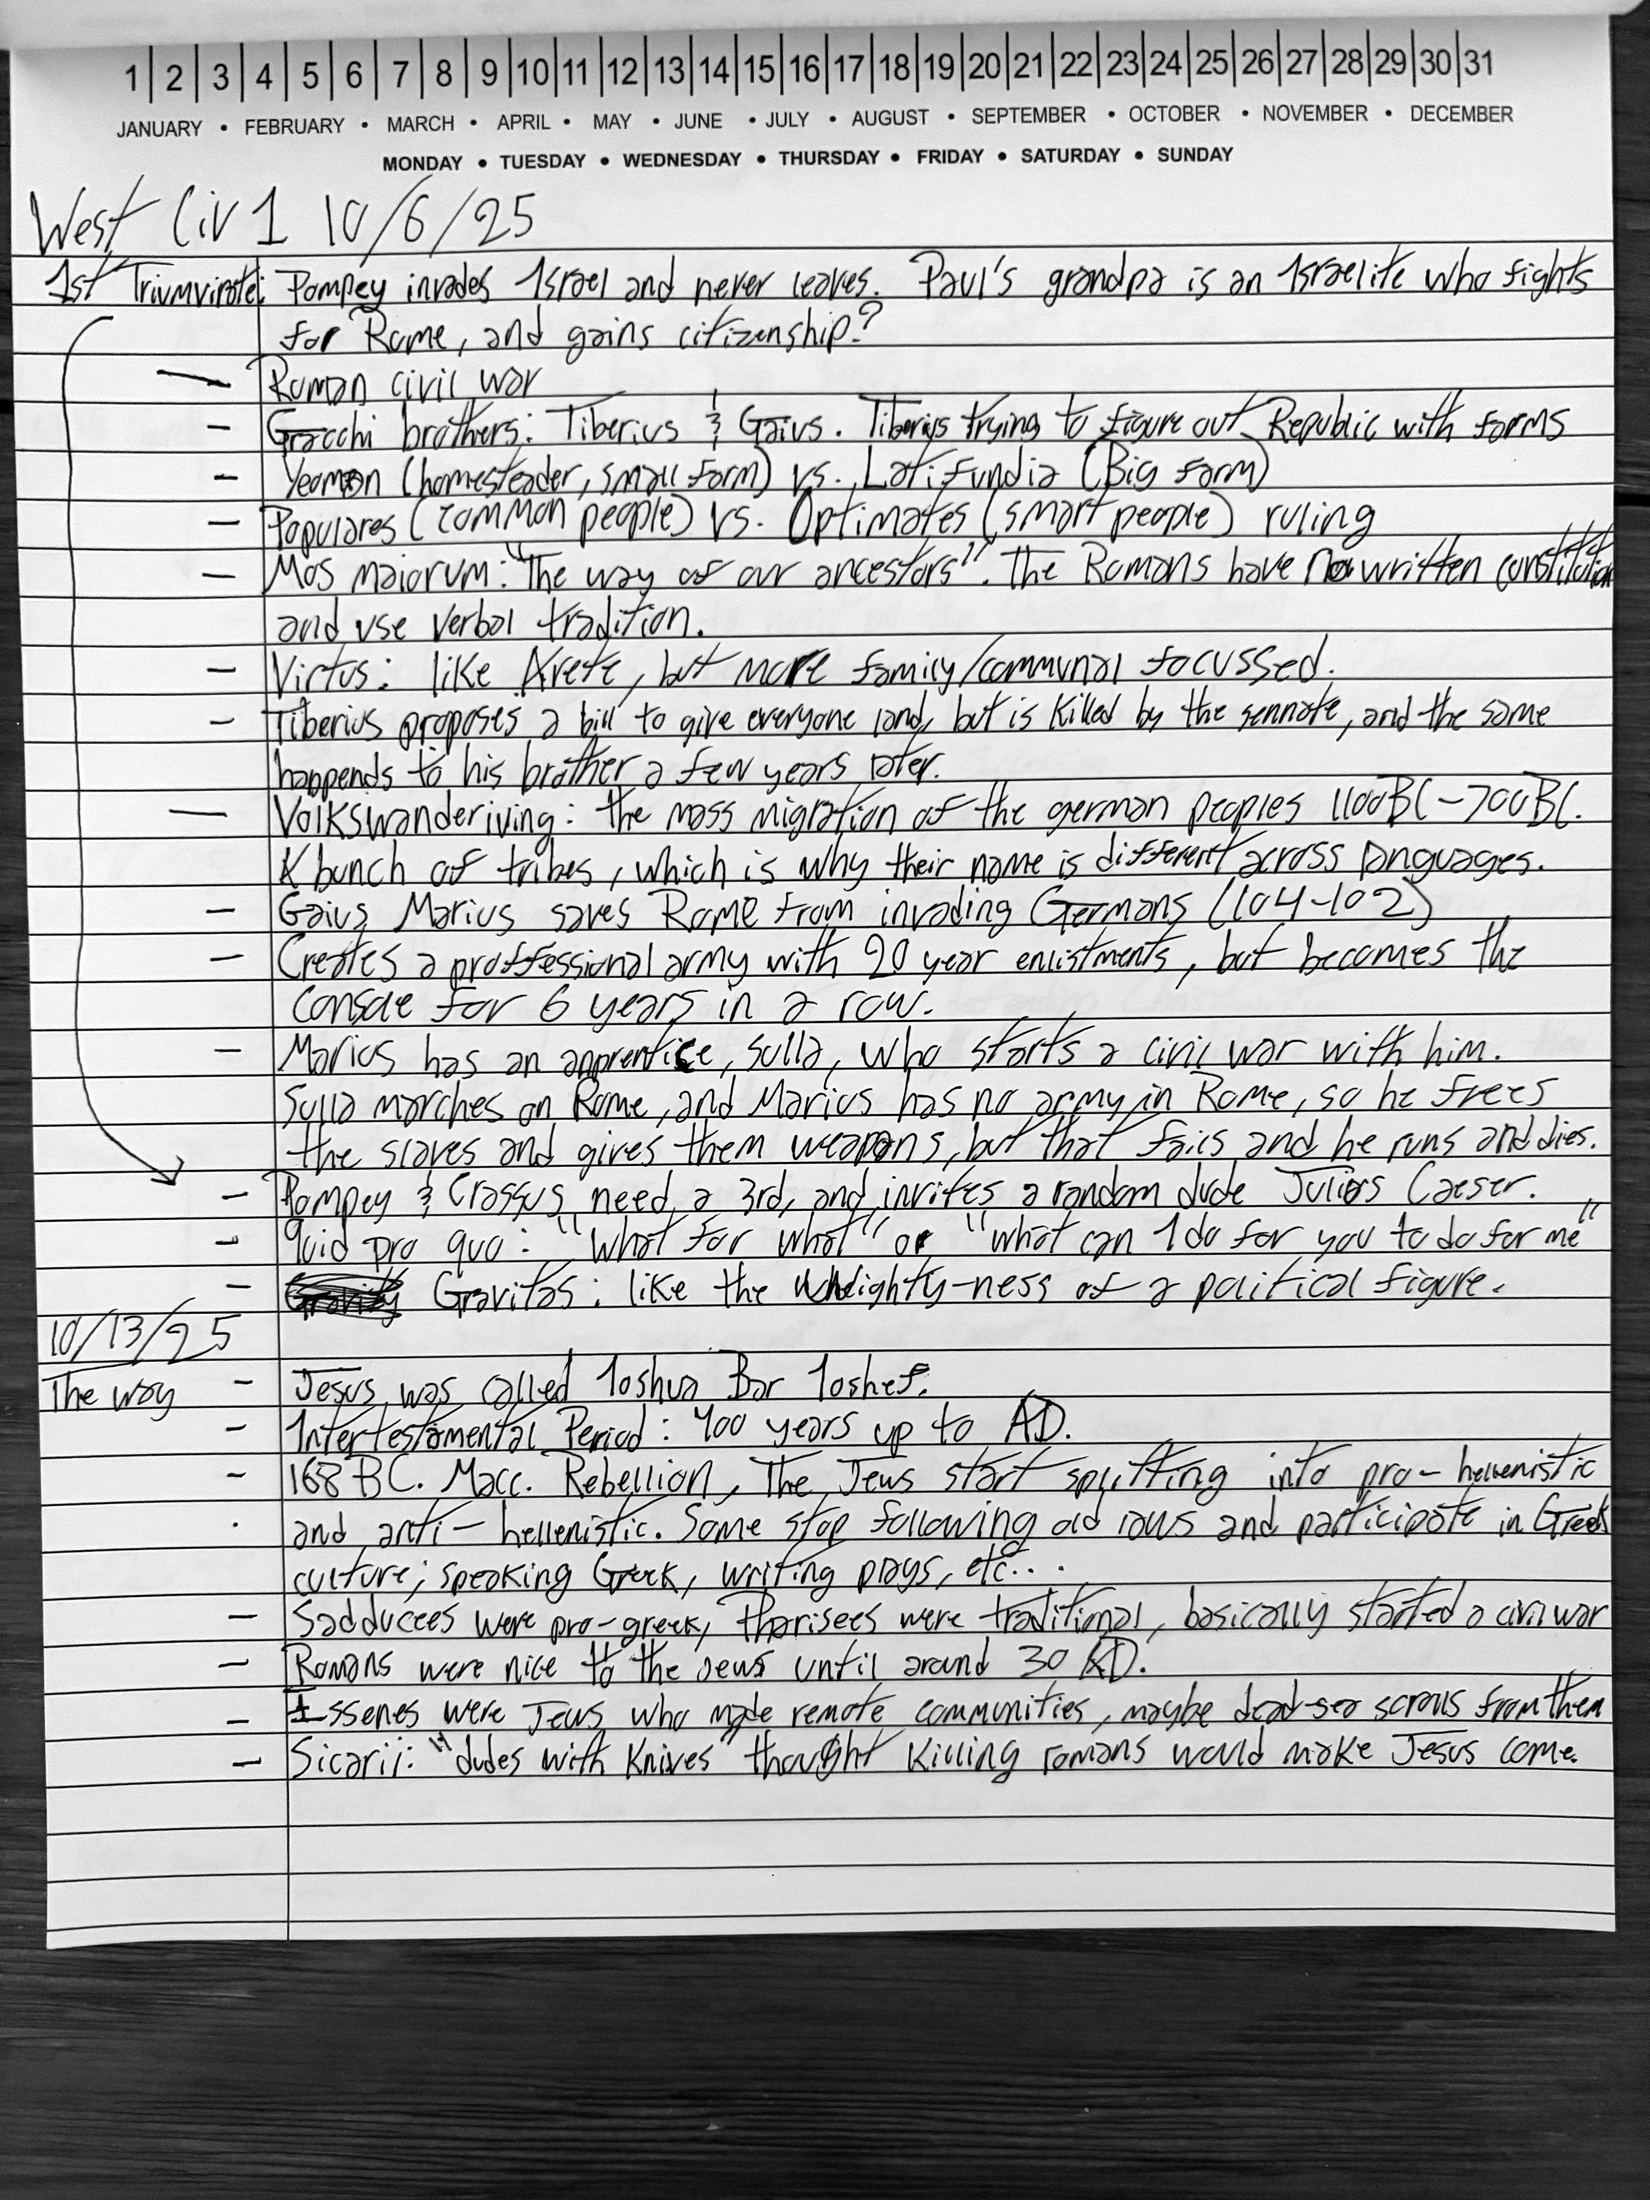 1 2 3 4 5 6 7 8 9 10 11 12 13 14 15 16 17 18 19 20 21 22 23 24 25 26 27 28 29 30 31
JANUARY • FEBRUARY • MARCH • APRIL • MAY • JUNE • JULY • AUGUST • SEPTEMBER • OCTOBER • NOVEMBER • DECEMBER
MONDAY • TUESDAY • WEDNESDAY • THURSDAY • FRIDAY • SATURDAY • SUNDAY
West Civ 1 10/6/25
1st Triumvirate: Pompey invades Israel and never leaves. Paul's grandpa is an Israelite who fights
for Rome, and gains citizenship?
— Roman civil war
- Gracchi brothers: Tiberius & Gaius. Tiberius trying to figure out Republic with farms
- Yeoman (homesteader, small farm) vs. Latifundia (Big farm)
- Populares (common people) vs. Optimates (smart people) ruling
- Mos maiorum: "The way of our ancestors". The Romans have no written constitution
and use verbal tradition.
- Virtus: like Arete, but more family/communal focussed.
- Tiberius proposes a bill to give everyone land, but is killed by the sennate, and the same
happends to his brother a few years later.
— Volkswanderiving: the mass migration of the german peoples 1100BC-700BC.
A bunch of tribes, which is why their name is different across languages.
- Gaius Marius saves Rome from invading Germans (104-102)
- Creates a proffessional army with 20 year enlistments, but becomes the
Consule for 6 years in a row.
- Marius has an apprentice, Sulla, who starts a civil war with him.
Sulla marches on Rome, and Marius has no army in Rome, so he frees
the slaves and gives them weapons, but that fails and he runs and dies.
- Pompey & Crassus need a 3rd, and invites a random dude Julius Caeser.
- quid pro quo: "What for what" or "what can I do for you to do for me"
- Gravity Gravitas: like the weighty-ness of a political figure.
10/13/25
The way - Jesus was called Ioshua Bar Ioshef.
- Intertestamental Period: 400 years up to AD.
- 168 BC. Macc. Rebellion, The Jews start splitting into pro-hellenistic
· and anti-hellenistic. Some stop following old laws and participate in Greek
culture; speaking Greek, writing plays, etc...
- Sadducees were pro-greek, Pharisees were traditional, basically started a civil war
- Romans were nice to the Jews until around 30 AD.
- Essenes were Jews who made remote communities, maybe dead-sea scrolls from them
- Sicarii: "dudes with knives" thought killing romans would make Jesus come.